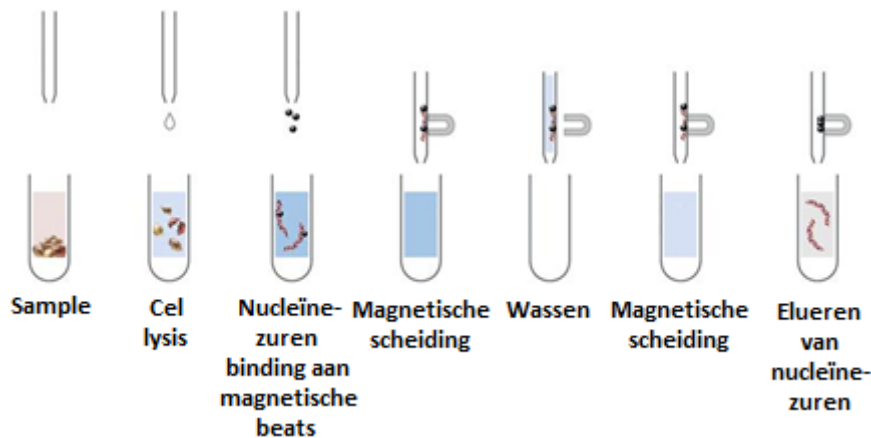 Sample
Cel
lysis
Nucleïne-
zuren
binding aan
magnetische
beats
Magnetische
scheiding
Wassen
Magnetische
scheiding
Elueren
van
nucleïne-
zuren